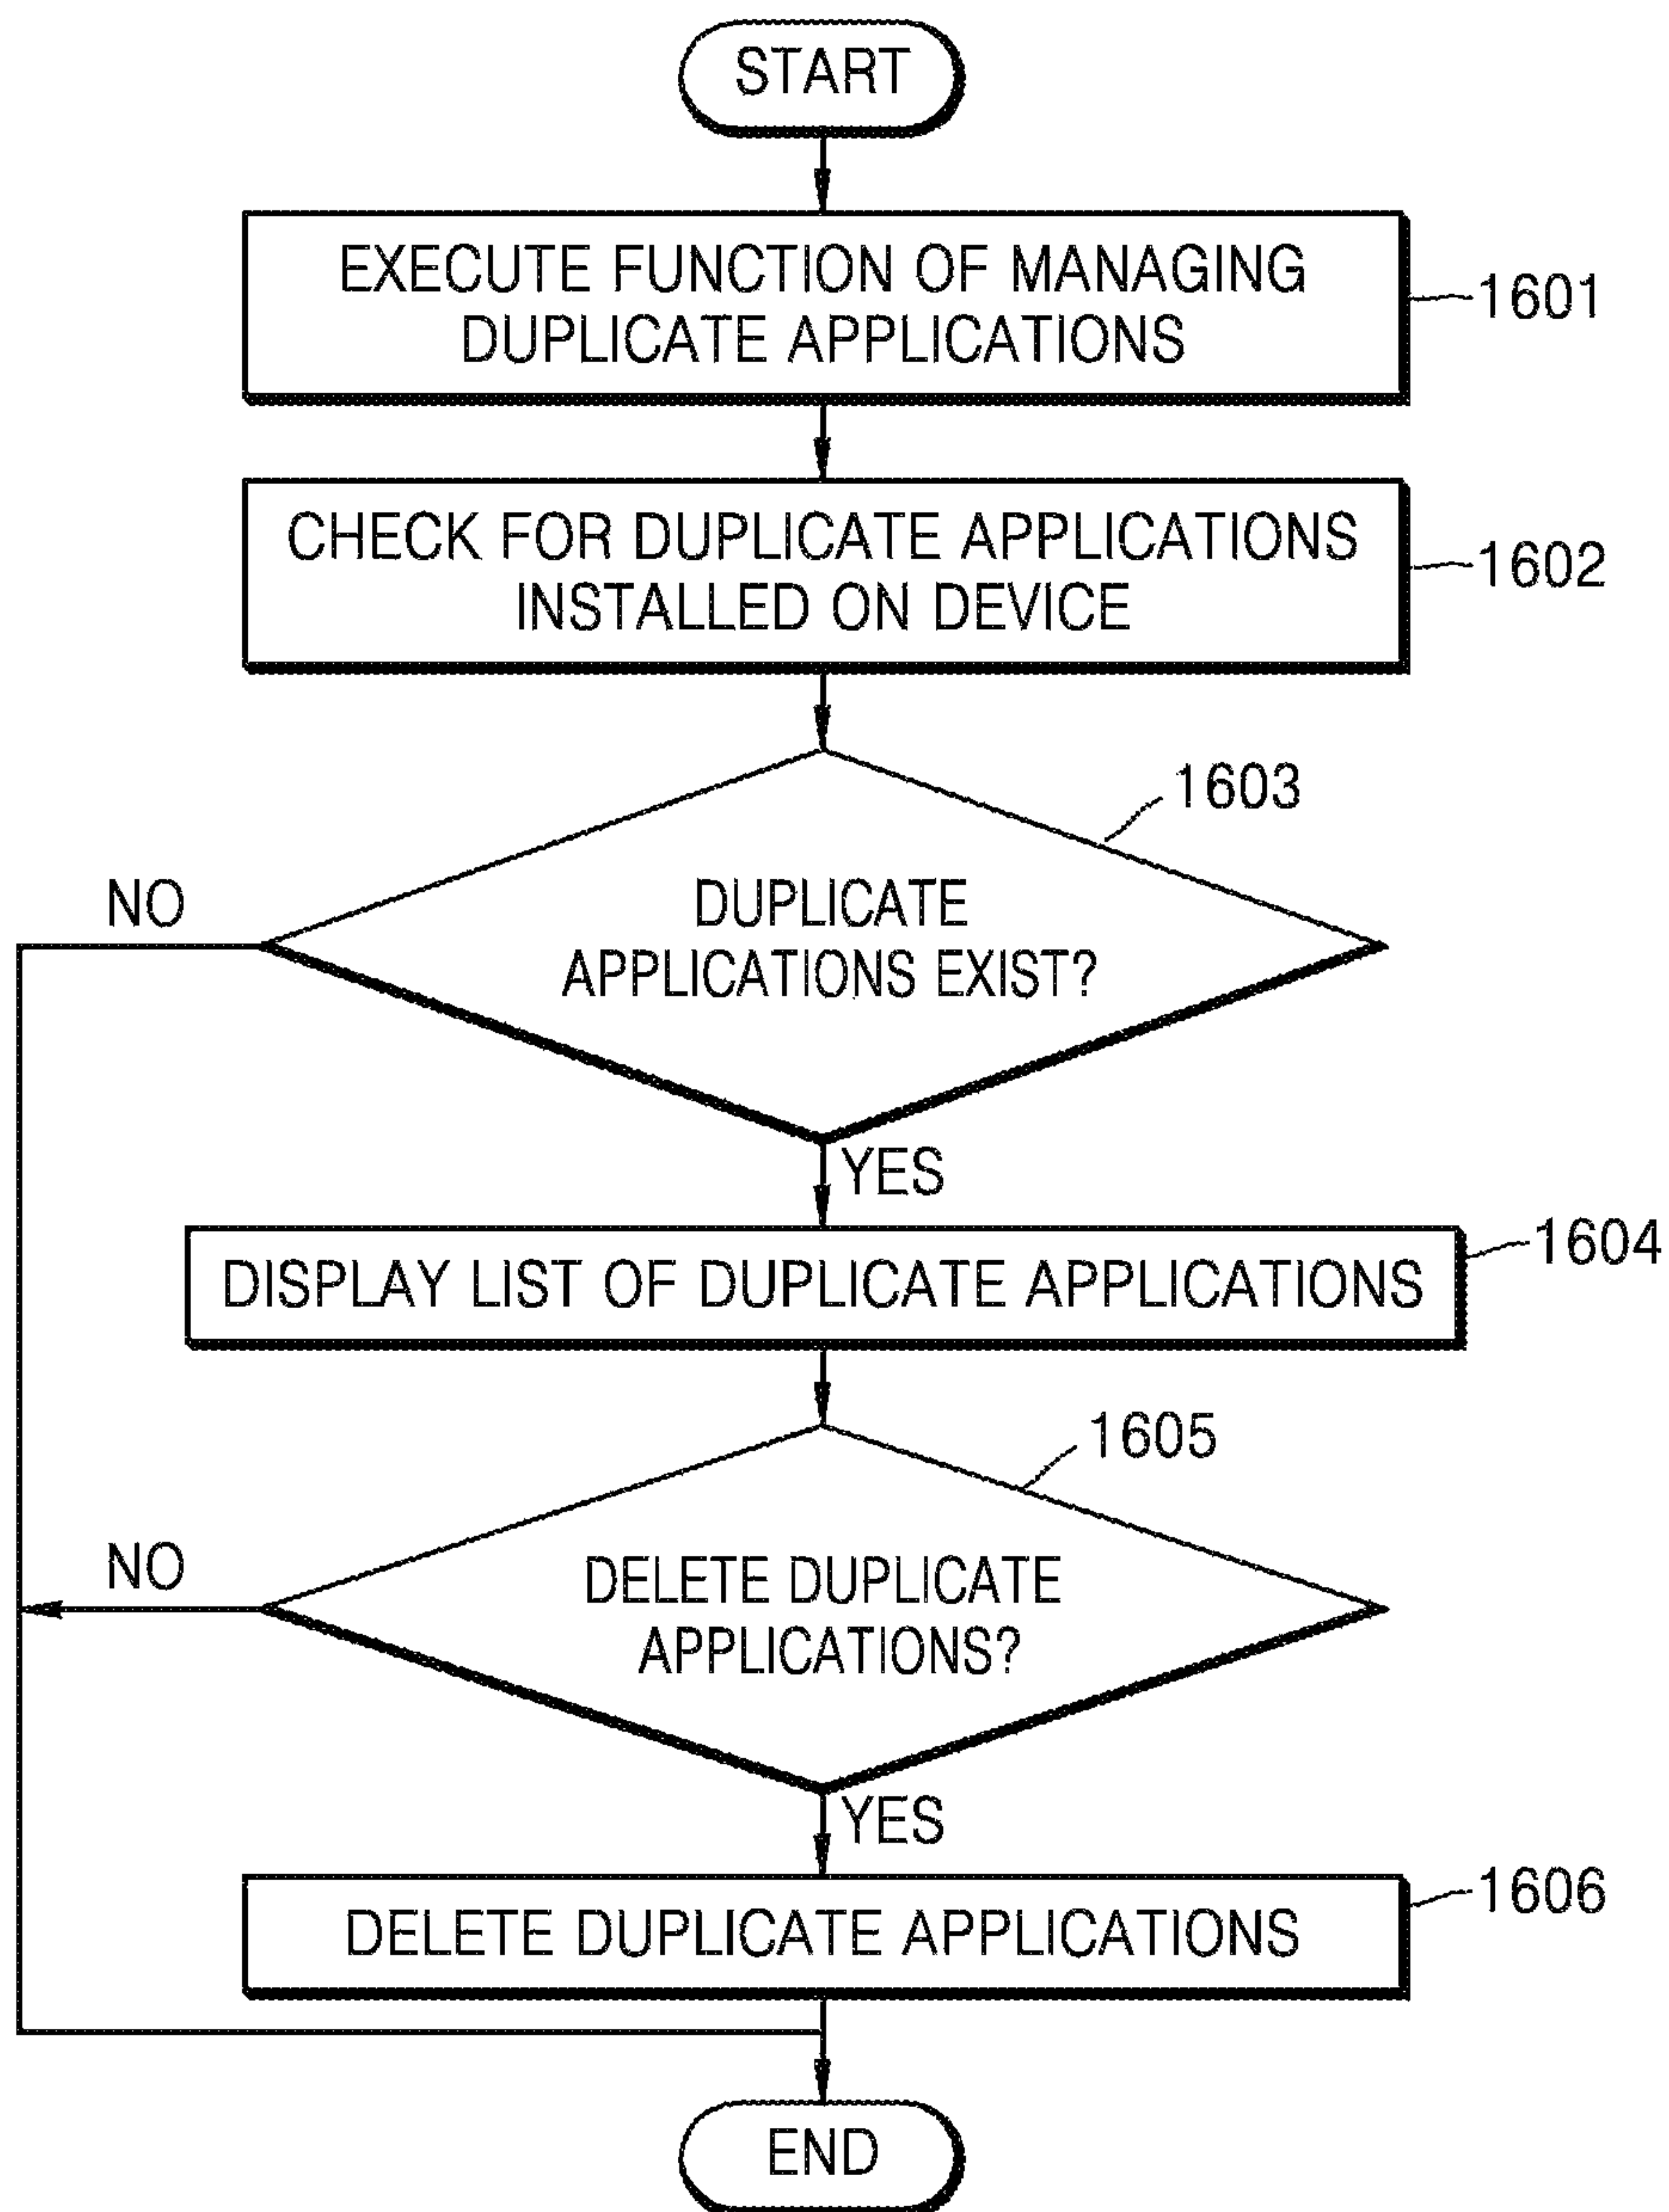 START
EXECUTE FUNCTION OF MANAGING
DUPLICATE APPLICATIONS
1601
CHECK FOR DUPLICATE APPLICATIONS
INSTALLED ON DEVICE
1602
1603
NO
DUPLICATE
APPLICATIONS EXIST?
YES
1604
DISPLAY LIST OF DUPLICATE APPLICATIONS
1605
NO
DELETE DUPLICATE
APPLICATIONS?
YES
1606
DELETE DUPLICATE APPLICATIONS
END